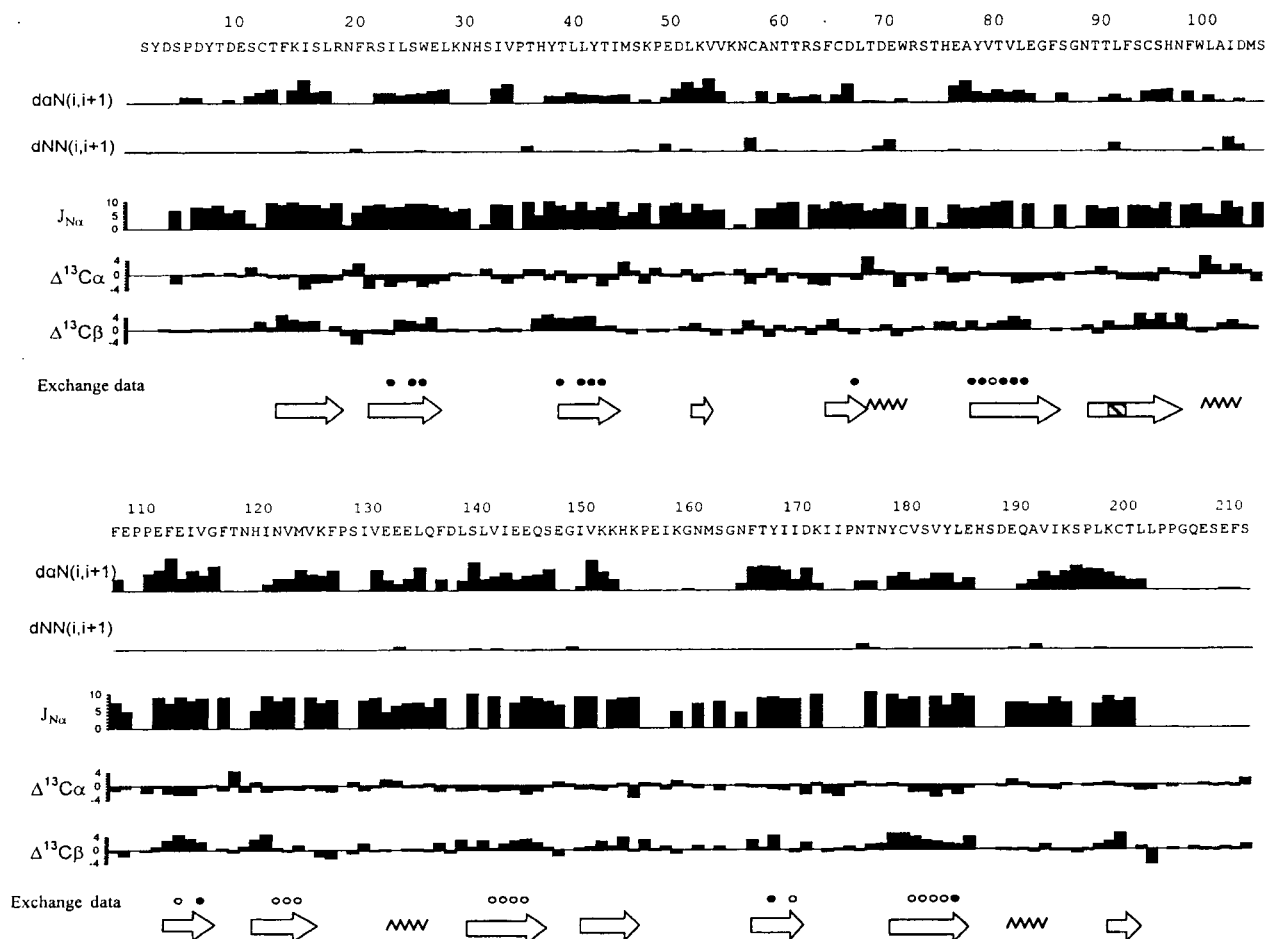 10 20 30 40 50 60 70 80 90 100
SYDSPDYTDESCTFKISLRNFRSILSWELKNHSIVPTHYTLLYTIMSKPEDLKVVKNCANTTRSFCDLTDEWRSTHEAYVTVLEGFSGNTTLFSCSHNFWLAIDMS
dαN(i,i+1)
dNN(i,i+1)
10
5
0
JNα
4
0
-4
Δ13Cα
4
0
-4
Δ13Cβ
Exchange data
110 120 130 140 150 160 170 180 190 200 210
FEPPEFEIVGFTNHINVMVKFPSIVEEELQFDLSLVIEEQSEGIVKKHKPEIKGNMSGNFTYIIDKIIPNTNYCVSVYLEHSDEQAVIKSPLKCTLLPPGQESEFS
dαN(i,i+1)
dNN(i,i+1)
10
5
0
JNα
4
0
-4
Δ13Cα
4
0
-4
Δ13Cβ
Exchange data